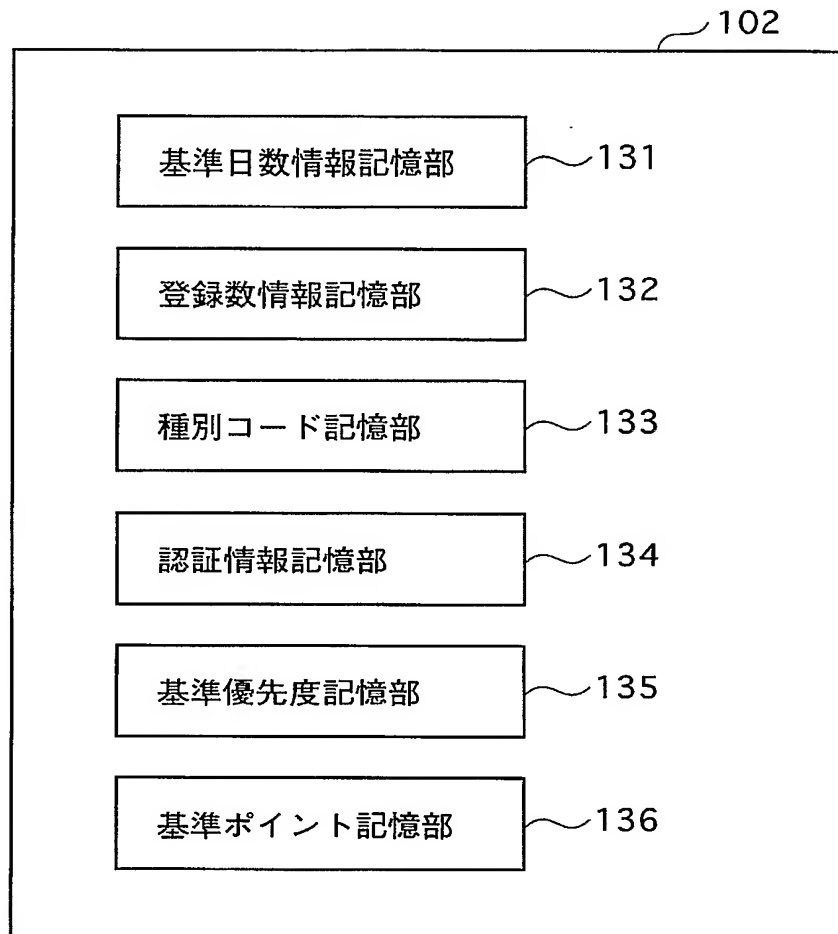 102
基準日数情報記憶部 131
登録数情報記憶部 132
種別コード記憶部 133
認証情報記憶部 134
基準優先度記憶部 135
基準ポイント記憶部 136